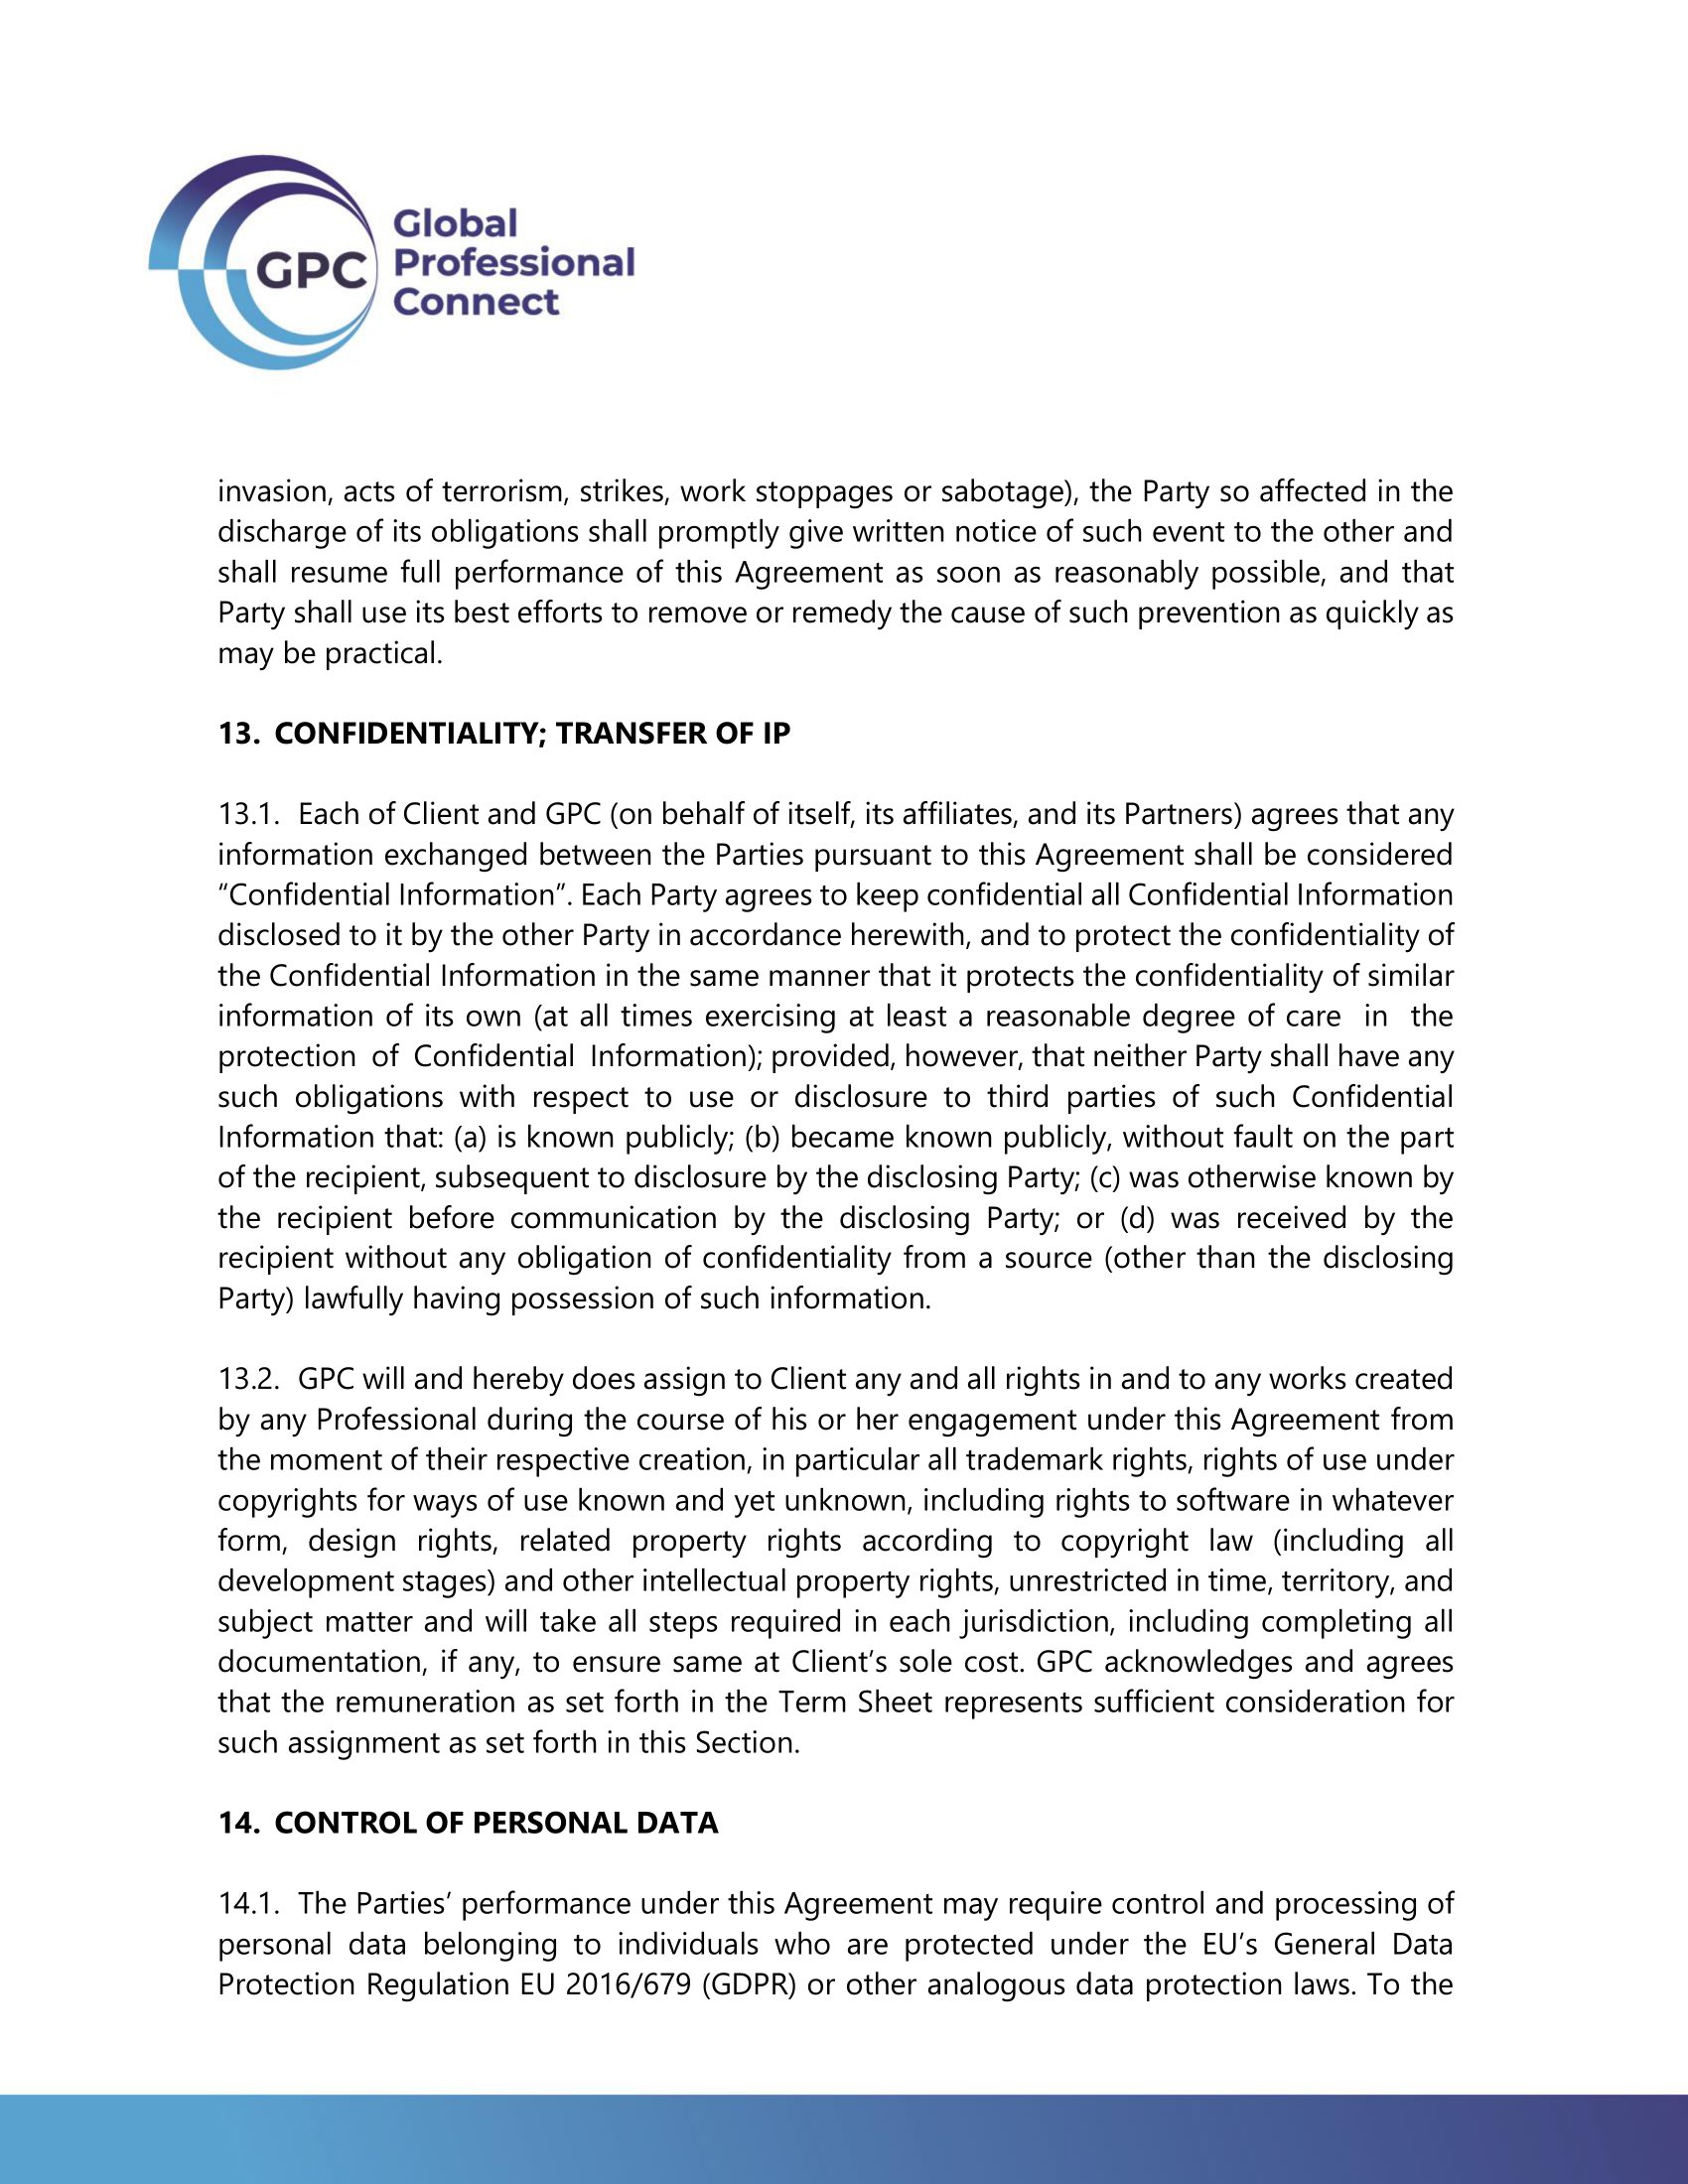 GPC
Global
Professional
Connect
invasion, acts of terrorism, strikes, work stoppages or sabotage), the Party so affected in the
discharge of its obligations shall promptly give written notice of such event to the other and
shall resume full performance of this Agreement as soon as reasonably possible, and that
Party shall use its best efforts to remove or remedy the cause of such prevention as quickly as
may be practical.
13. CONFIDENTIALITY; TRANSFER OF IP
13.1. Each of Client and GPC (on behalf of itself, its affiliates, and its Partners) agrees that any
information exchanged between the Parties pursuant to this Agreement shall be considered
“Confidential Information”. Each Party agrees to keep confidential all Confidential Information
disclosed to it by the other Party in accordance herewith, and to protect the confidentiality of
the Confidential Information in the same manner that it protects the confidentiality of similar
information of its own (at all times exercising at least a reasonable degree of care in the
protection of Confidential Information); provided, however, that neither Party shall have any
such obligations with respect to use or disclosure to third parties of such Confidential
Information that: (a) is known publicly; (b) became known publicly, without fault on the part
of the recipient, subsequent to disclosure by the disclosing Party; (c) was otherwise known by
the recipient before communication by the disclosing Party; or (d) was received by the
recipient without any obligation of confidentiality from a source (other than the disclosing
Party) lawfully having possession of such information.
13.2. GPC will and hereby does assign to Client any and all rights in and to any works created
by any Professional during the course of his or her engagement under this Agreement from
the moment of their respective creation, in particular all trademark rights, rights of use under
copyrights for ways of use known and yet unknown, including rights to software in whatever
form, design rights, related property rights according to copyright law (including all
development stages) and other intellectual property rights, unrestricted in time, territory, and
subject matter and will take all steps required in each jurisdiction, including completing all
documentation, if any, to ensure same at Client’s sole cost. GPC acknowledges and agrees
that the remuneration as set forth in the Term Sheet represents sufficient consideration for
such assignment as set forth in this Section.
14. CONTROL OF PERSONAL DATA
14.1. The Parties’ performance under this Agreement may require control and processing of
personal data belonging to individuals who are protected under the EU’s General Data
Protection Regulation EU 2016/679 (GDPR) or other analogous data protection laws. To the